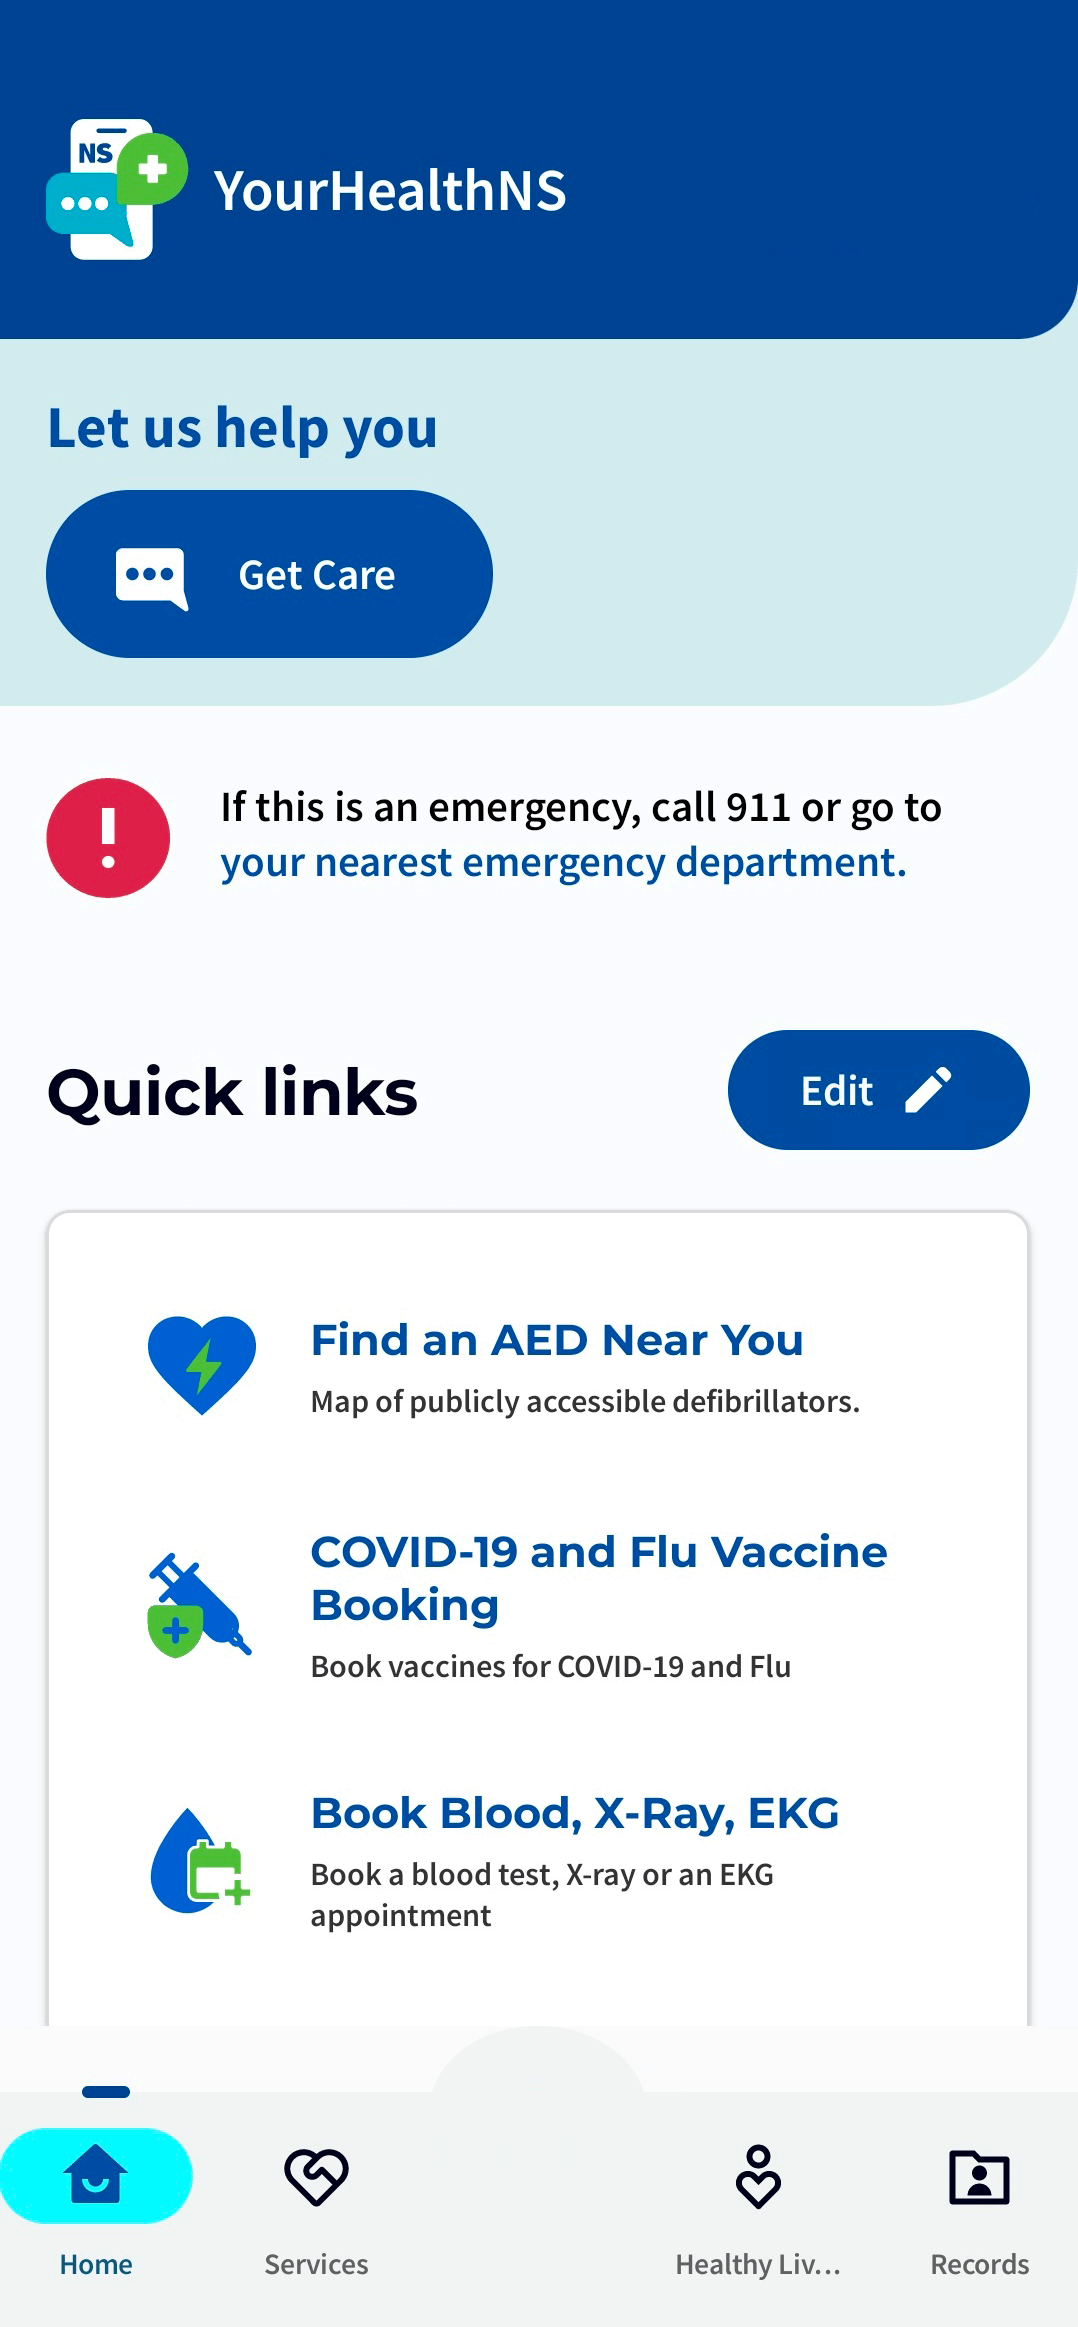 NS
YourHealthNS
Let us help you
Get Care
If this is an emergency, call 911 or go to
your nearest emergency department.
Quick links
Edit
Find an AED Near You
Map of publicly accessible defibrillators.
COVID-19 and Flu Vaccine
Booking
Book vaccines for COVID-19 and Flu
Book Blood, X-Ray, EKG
Book a blood test, X-ray or an EKG
appointment
Home
Services
Healthy Liv...
Records